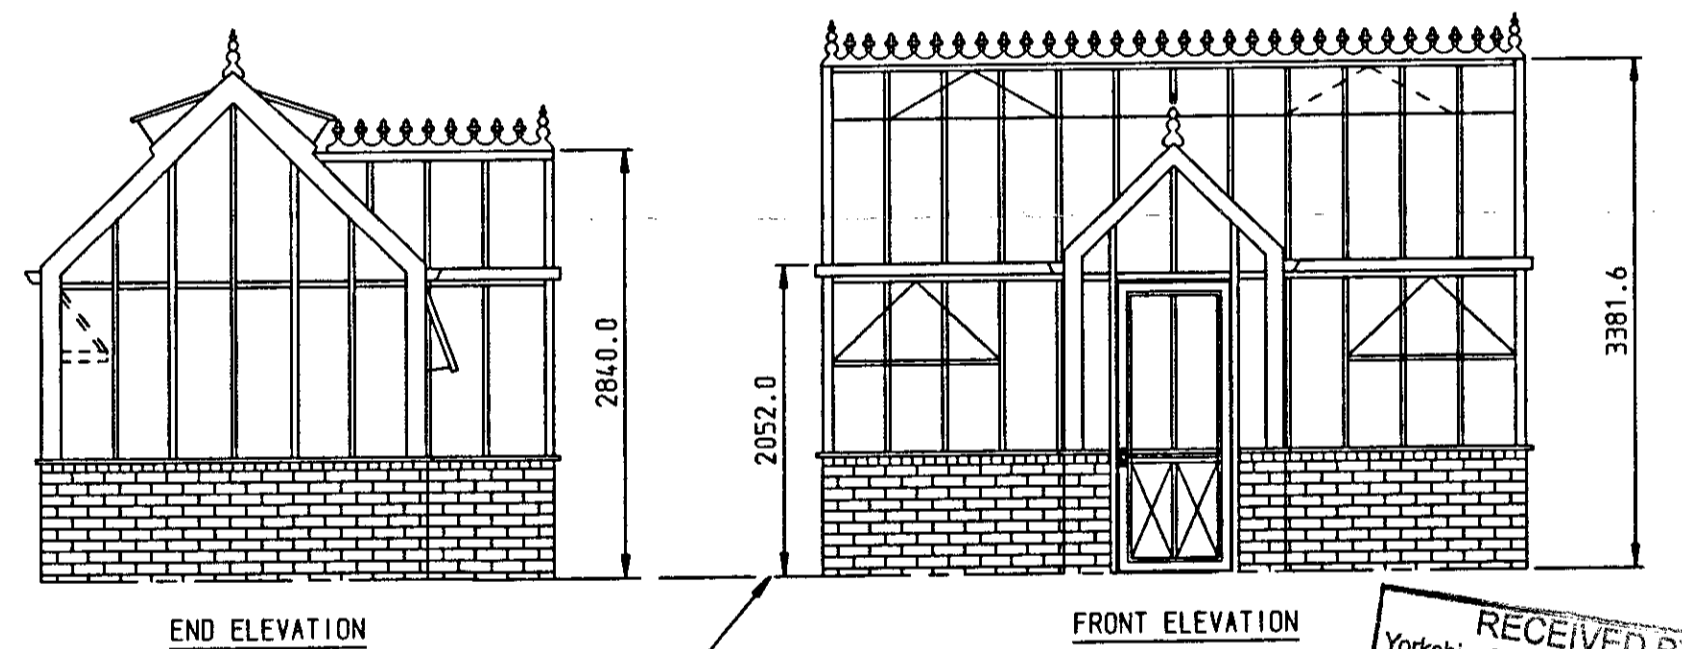 2840.0
2052.0
3381.6
END ELEVATION
FRONT ELEVATION
RECEIVED